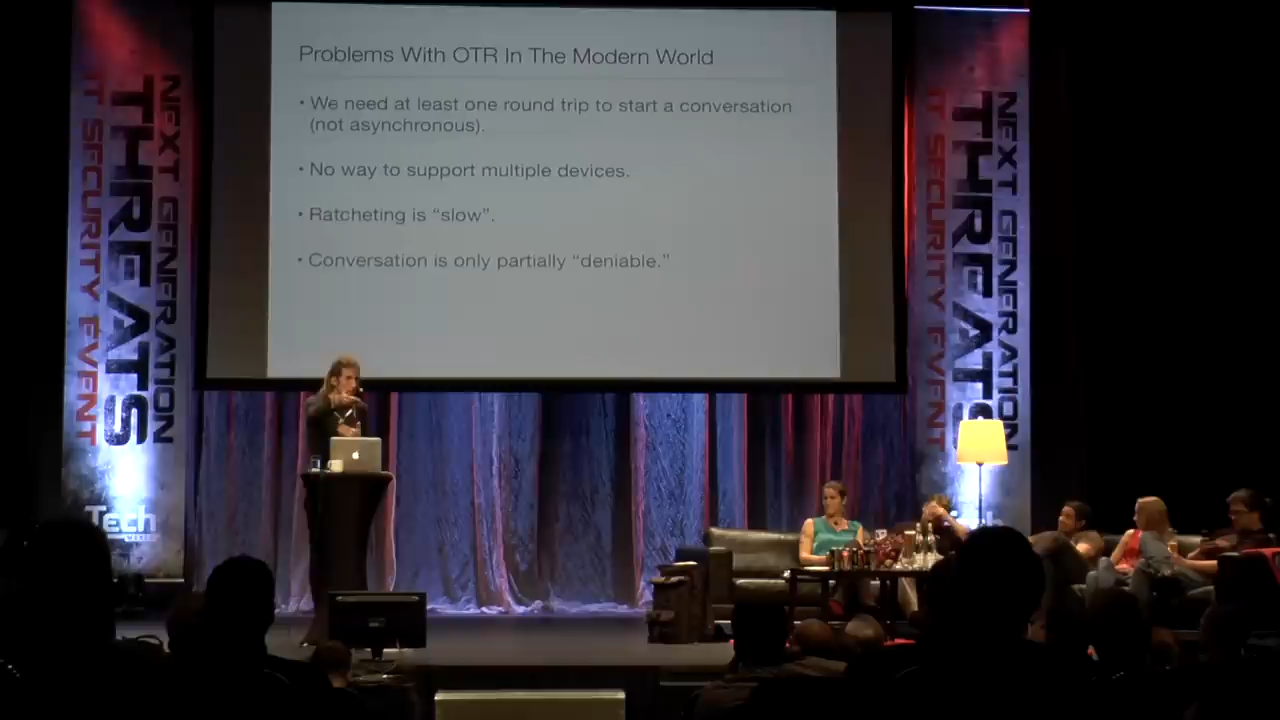 Problems With OTR In The Modern World
• We need at least one round trip to start a conversation
(not asynchronous).
• No way to support multiple devices.
• Ratcheting is “slow”.
• Conversation is only partially “deniable.”
NEXT GENERATION
THREATS
IT SECURITY EVENT
Tech
NEXT GENERATION
THREATS
IT SECURITY EVENT